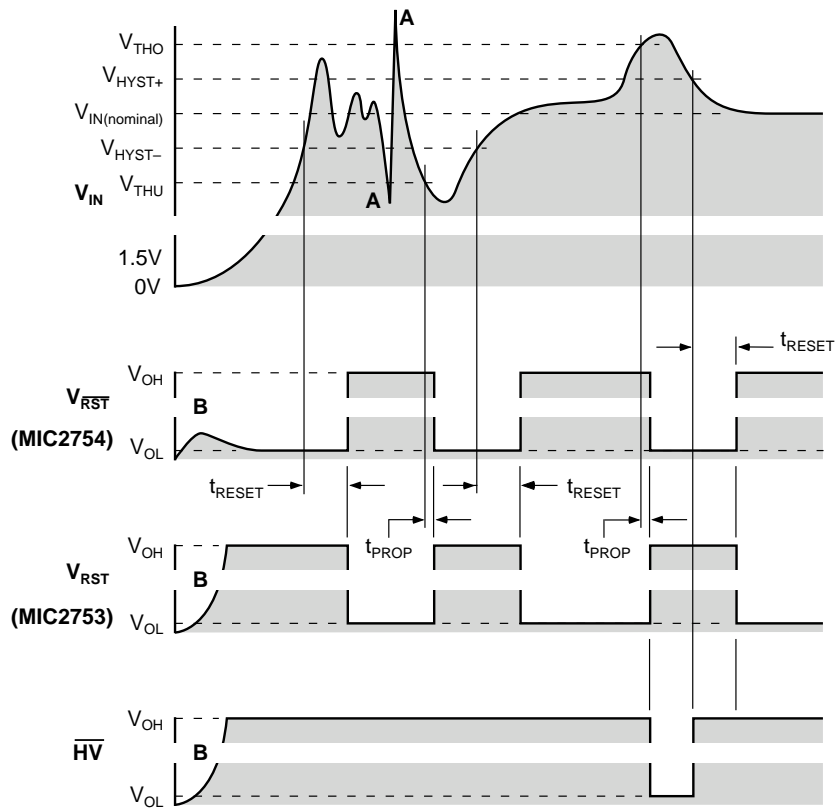 A
V_THO
V_HYST+
V_IN(nominal)
V_HYST–
V_THU
V_IN
A
1.5V
0V
t_RESET
V_OH
V_RST
B
(MIC2754)
V_OL
t_RESET
t_RESET
t_PROP
t_PROP
V_OH
V_RST
B
(MIC2753)
V_OL
V_OH
HV
B
V_OL